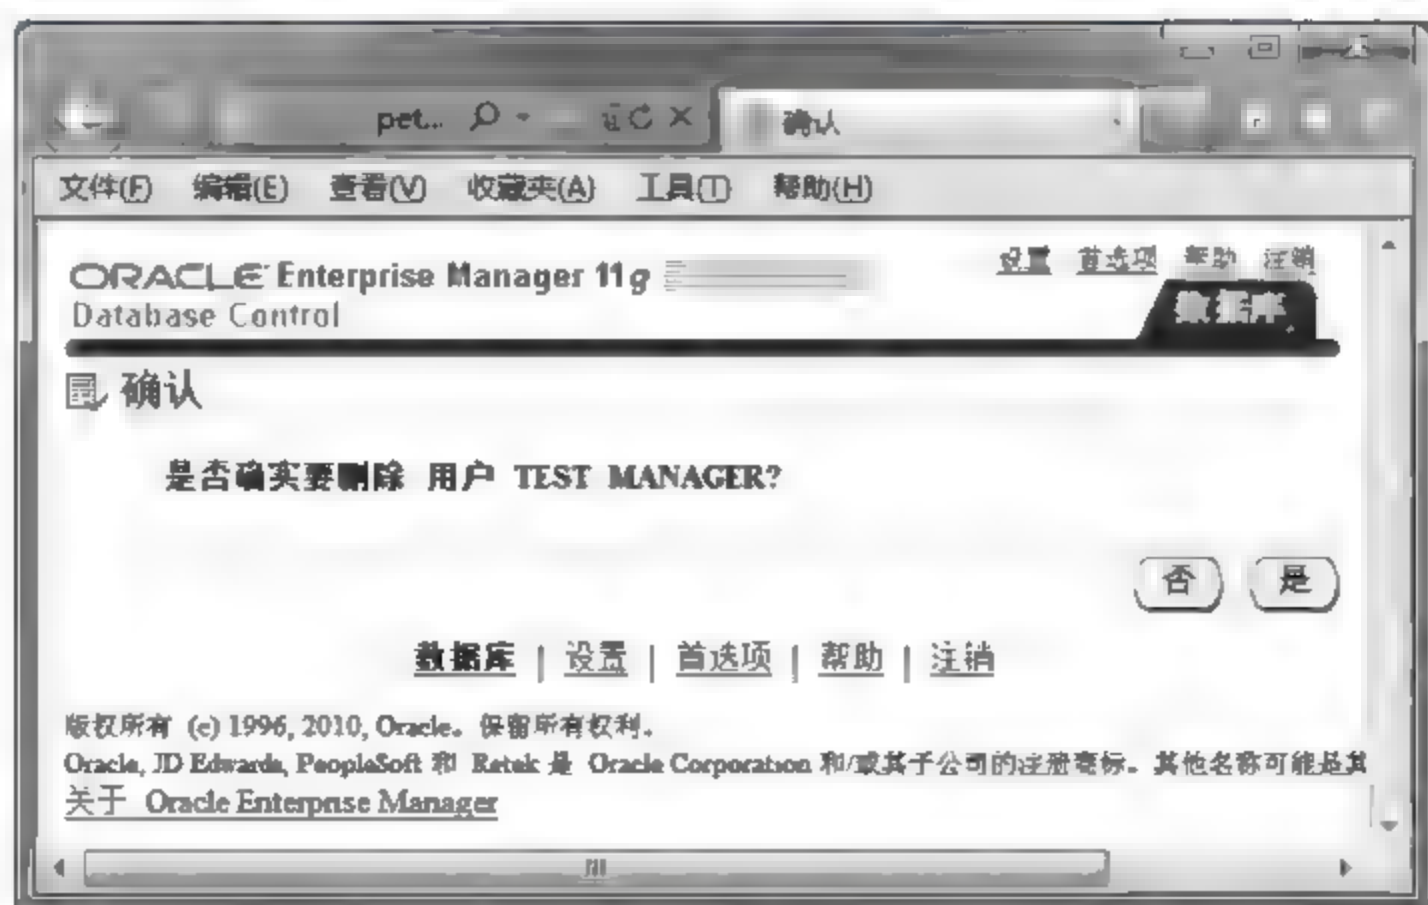 pet...
确认
文件(F) 编辑(E) 查看(V) 收藏夹(A) 工具(T) 帮助(H)
ORACLE Enterprise Manager 11g
Database Control
设置 首选项 帮助 注销
数据库
确认
是否确实要删除 用户 TEST MANAGER?
否 是
数据库 | 设置 | 首选项 | 帮助 | 注销
版权所有 (c) 1996, 2010, Oracle。保留所有权利。
Oracle, JD Edwards, PeopleSoft 和 Retek 是 Oracle Corporation 和/或其子公司的注册商标。其他名称可能是其
关于 Oracle Enterprise Manager